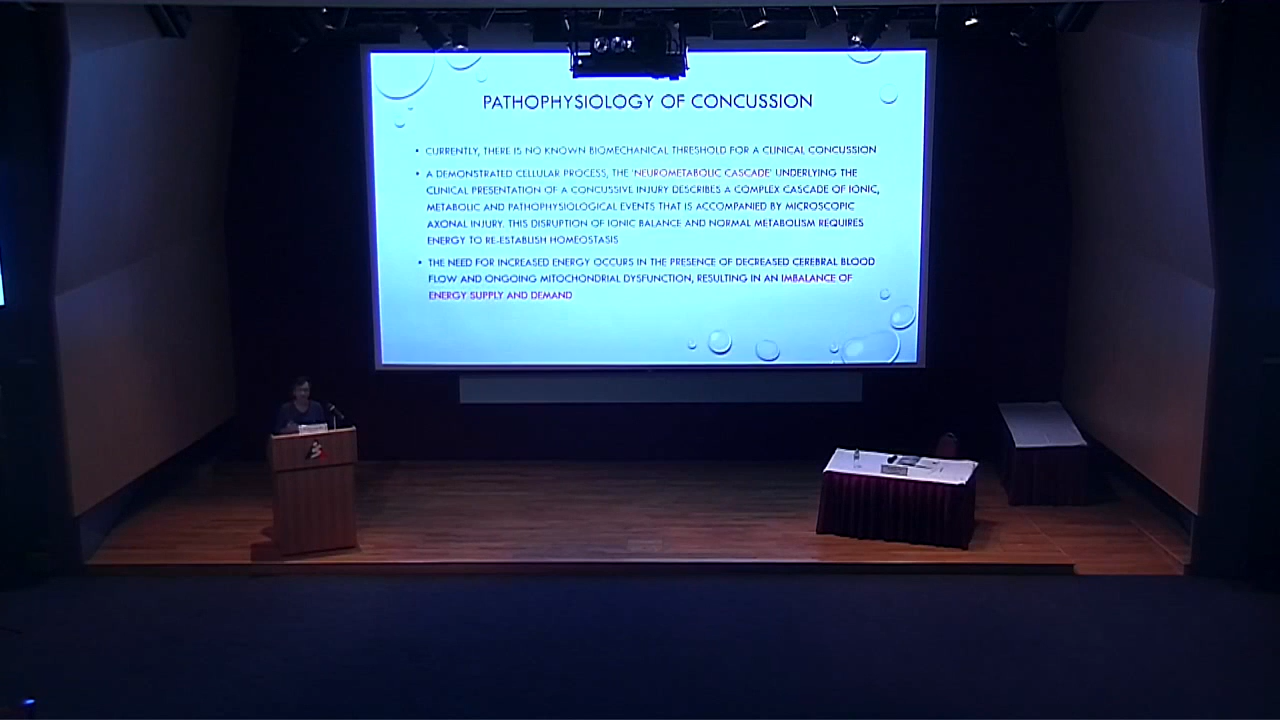 PATHOPHYSIOLOGY OF CONCUSSION
• CURRENTLY, THERE IS NO KNOWN BIOMECHANICAL THRESHOLD FOR A CLINICAL CONCUSSION
• A DEMONSTRATED CELLULAR PROCESS, THE 'NEUROMETABOLIC CASCADE' UNDERLYING THE
CLINICAL PRESENTATION OF A CONCUSSIVE INJURY DESCRIBES A COMPLEX CASCADE OF IONIC,
METABOLIC AND PATHOPHYSIOLOGICAL EVENTS THAT IS ACCOMPANIED BY MICROSCOPIC
AXONAL INJURY. THIS DISRUPTION OF IONIC BALANCE AND NORMAL METABOLISM REQUIRES
ENERGY TO RE-ESTABLISH HOMEOSTASIS
• THE NEED FOR INCREASED ENERGY OCCURS IN THE PRESENCE OF DECREASED CEREBRAL BLOOD
FLOW AND ONGOING MITOCHONDRIAL DYSFUNCTION, RESULTING IN AN IMBALANCE OF
ENERGY SUPPLY AND DEMAND